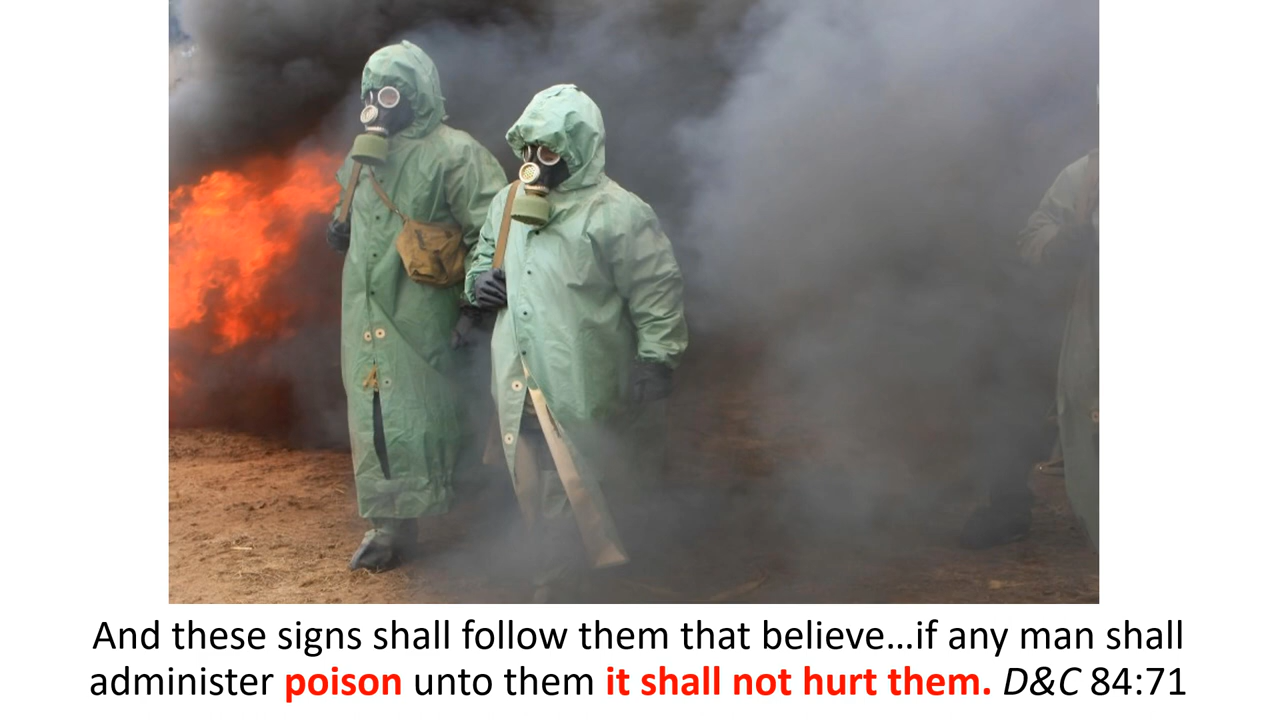 And these signs shall follow them that believe…if any man shall
administer poison unto them it shall not hurt them. D&C 84:71